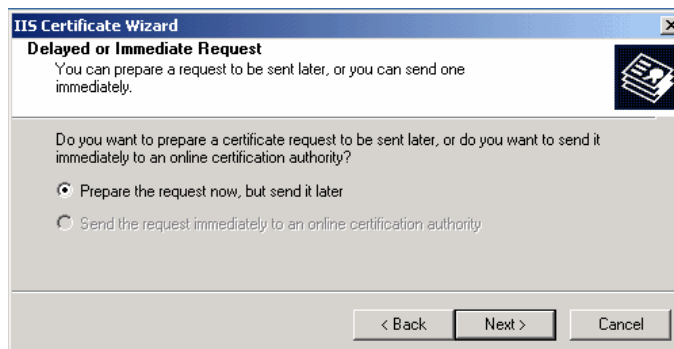 IIS Certificate Wizard
Delayed or Immediate Request
You can prepare a request to be sent later, or you can send one
immediately.
Do you want to prepare a certificate request to be sent later, or do you want to send it
immediately to an online certification authority?
Prepare the request now, but send it later
Send the request immediately to an online certification authority
< Back
Next >
Cancel